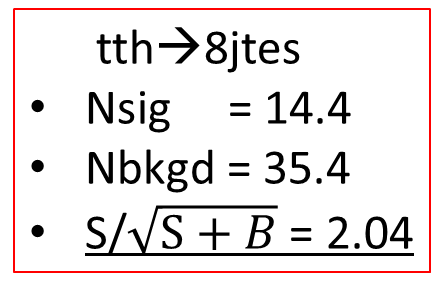 tth→8jtes
• Nsig = 14.4
• Nbkgd = 35.4
• S/√S + B = 2.04